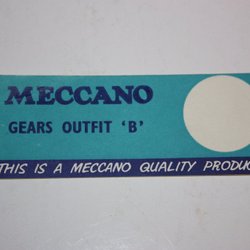 MECCANO
GEARS OUTFIT 'B'
THIS IS A MECCANO QUALITY PRODUC